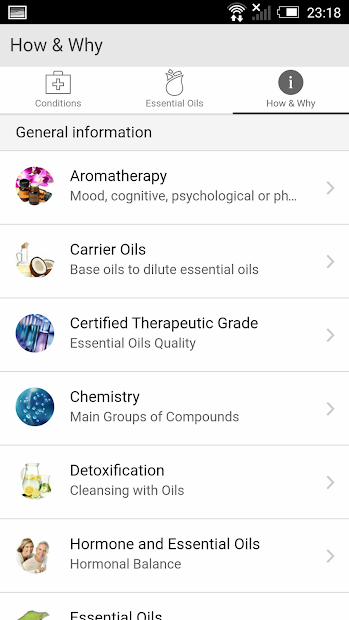 23:18
How & Why
Conditions
Essential Oils
i
How & Why
General information
Aromatherapy
Mood, cognitive, psychological or ph...
Carrier Oils
Base oils to dilute essential oils
Certified Therapeutic Grade
Essential Oils Quality
Chemistry
Main Groups of Compounds
Detoxification
Cleansing with Oils
Hormone and Essential Oils
Hormonal Balance
Essential Oils